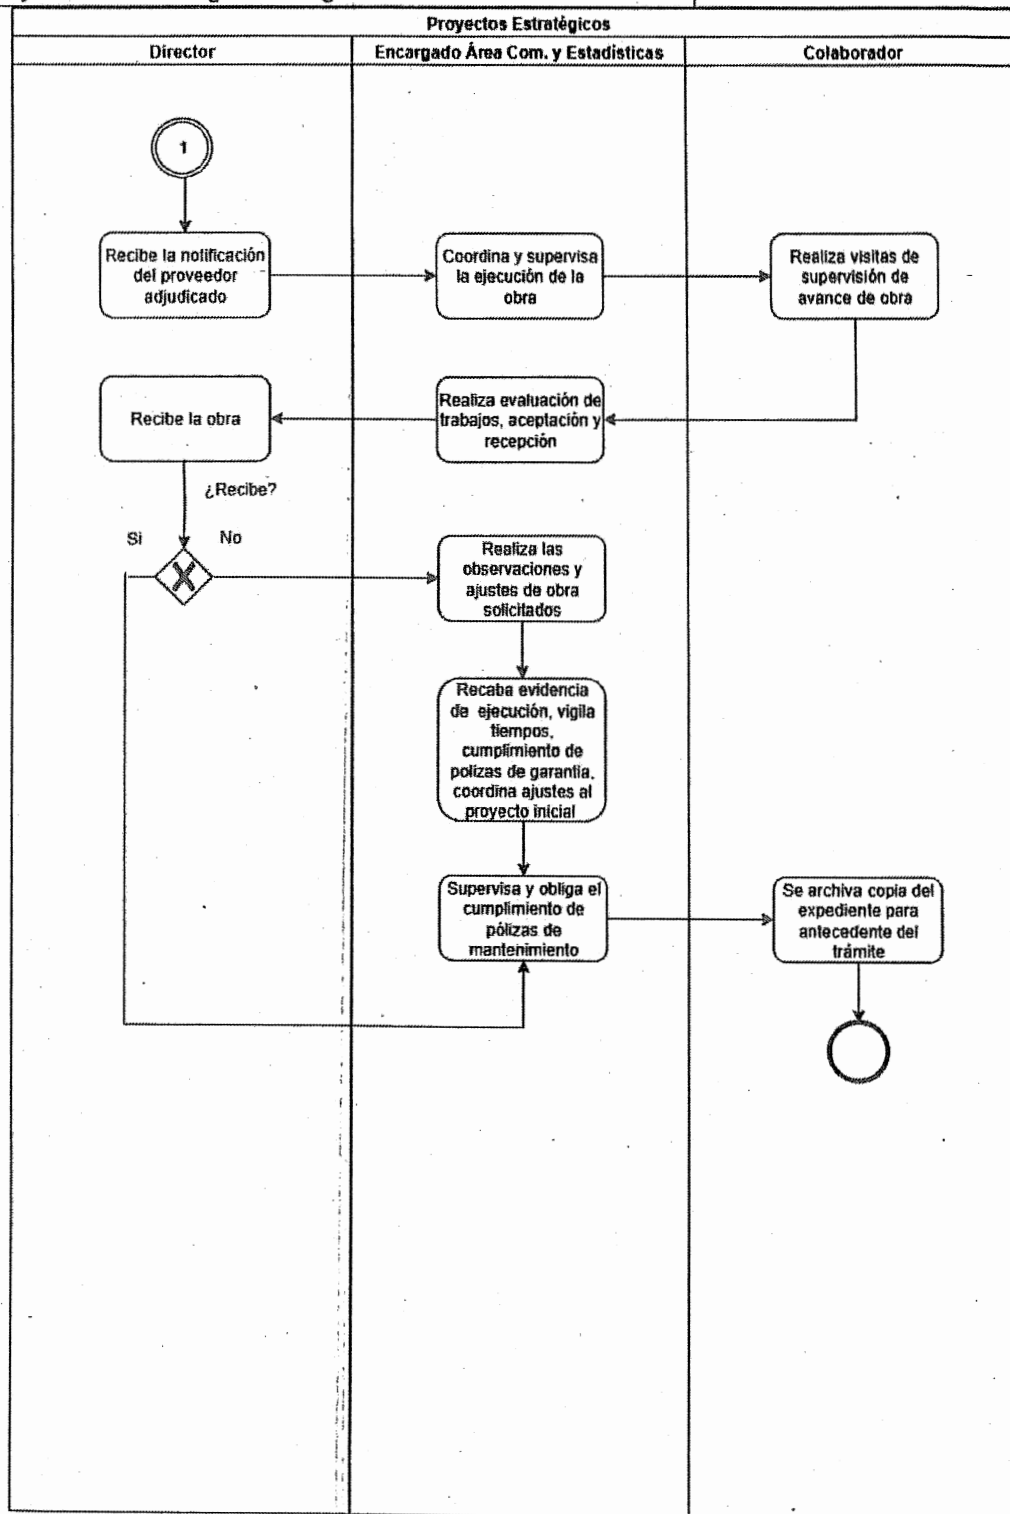 Proyectos Estratégicos
Director
Encargado Área Com. y Estadisticas
Colaborador
1
Recibe la notificación
del proveedor
adjudicado
Coordina y supervisa
la ejecución de la
obra
Realiza visitas de
supervisión de
avance de obra
Recibe la obra
Realiza evaluación de
trabajos, aceptación y
recepción
¿Recibe?
Si
No
Realiza las
observaciones y
ajustes de obra
solicitados
Recaba evidencia
de ejecución, vigila
tiempos,
cumplimiento de
polizas de garantia,
coordina ajustes al
proyecto inicial
Supervisa y obliga el
cumplimiento de
pólizas de
mantenimiento
Se archiva copia del
expediente para
antecedente del
trámite